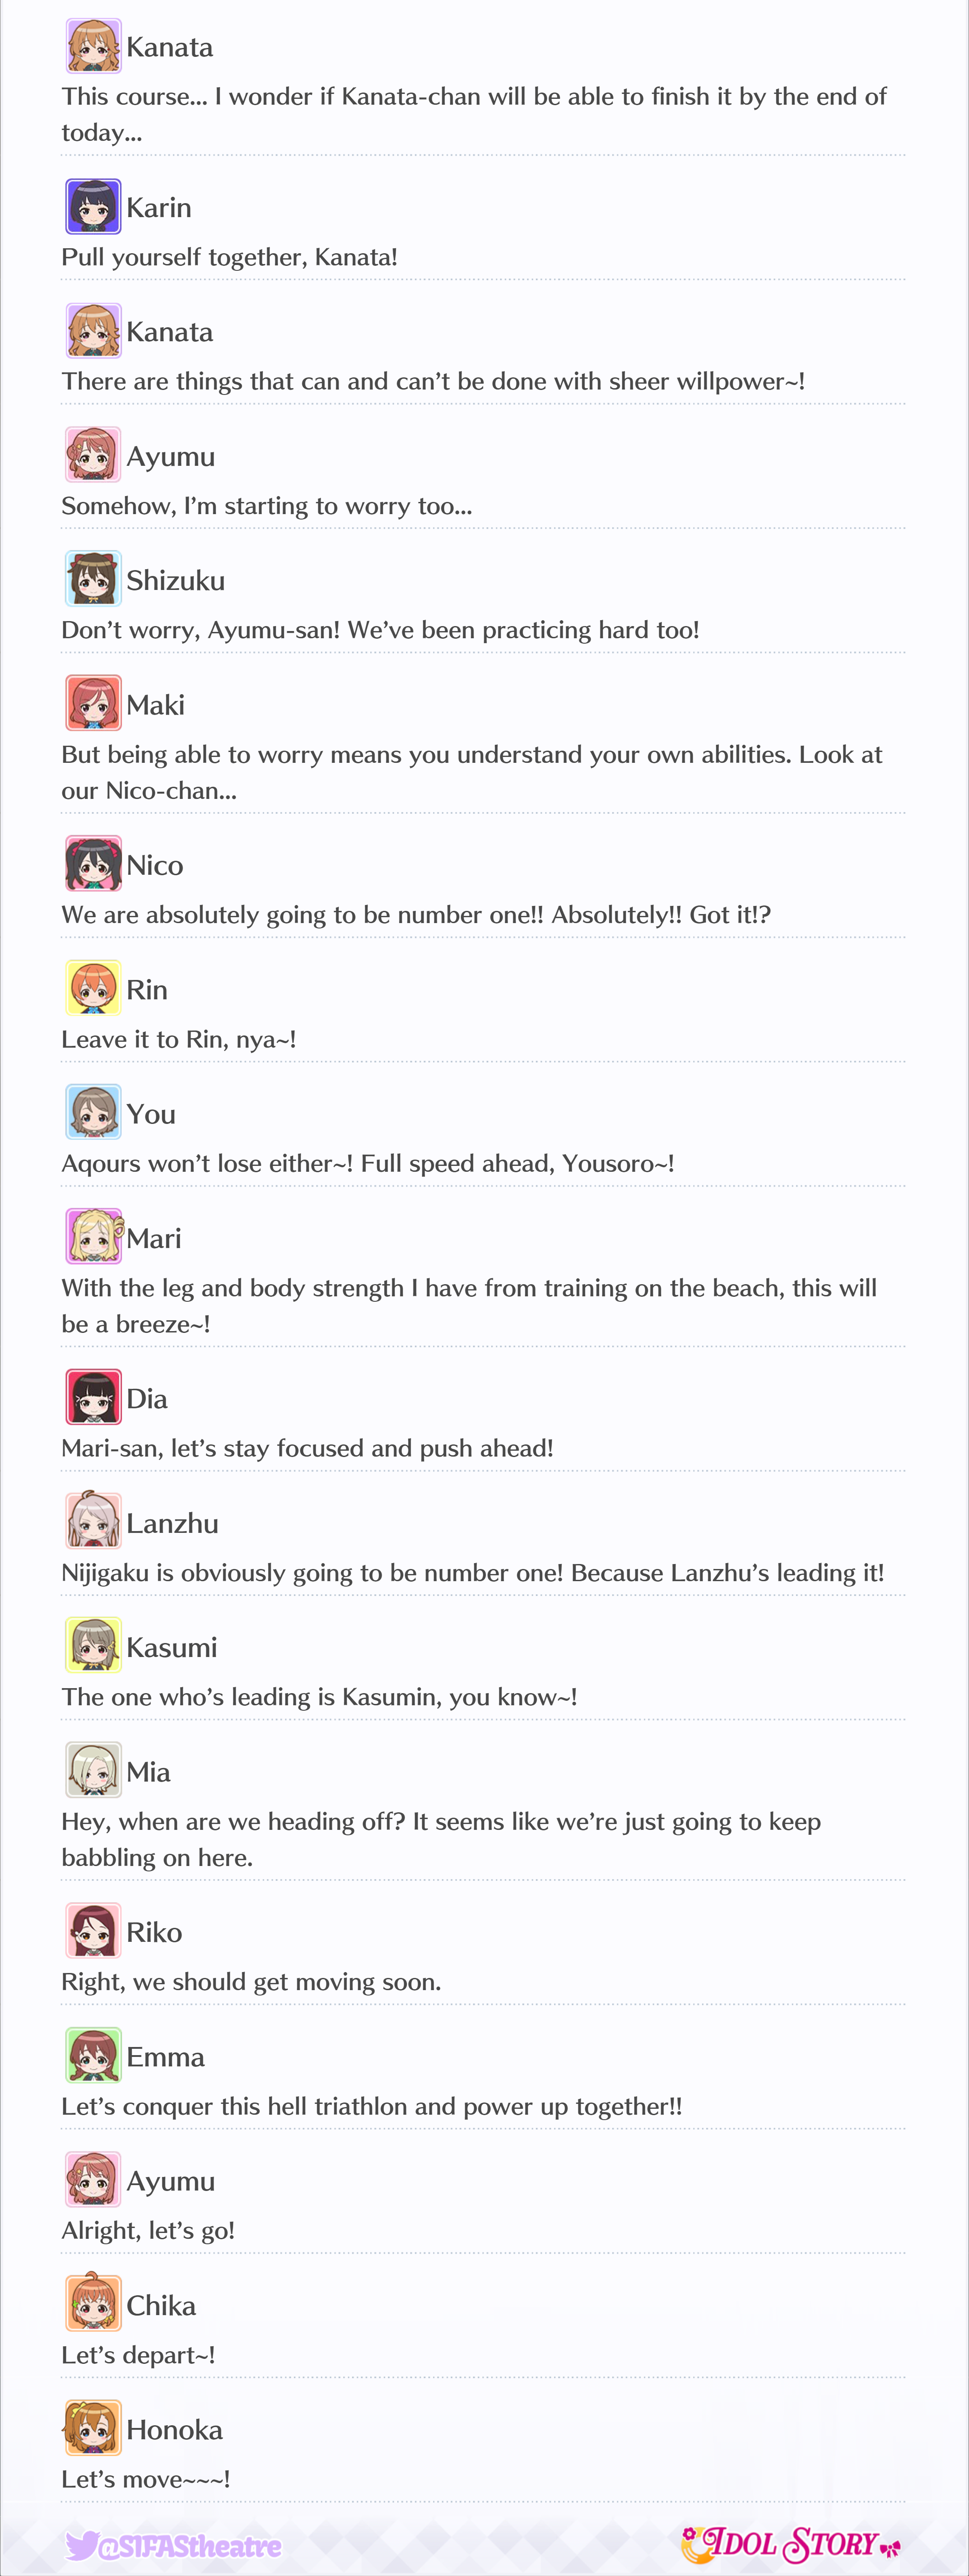 Kanata
This course... I wonder if Kanata-chan will be able to finish it by the end of
today...
Karin
Pull yourself together, Kanata!
Kanata
There are things that can and can’t be done with sheer willpower~!
Ayumu
Somehow, I’m starting to worry too...
Shizuku
Don’t worry, Ayumu-san! We’ve been practicing hard too!
Maki
But being able to worry means you understand your own abilities. Look at
our Nico-chan...
Nico
We are absolutely going to be number one!! Absolutely!! Got it!?
Rin
Leave it to Rin, nya~!
You
Aqours won’t lose either~! Full speed ahead, Yousoro~!
Mari
With the leg and body strength I have from training on the beach, this will
be a breeze~!
Dia
Mari-san, let’s stay focused and push ahead!
Lanzhu
Nijigaku is obviously going to be number one! Because Lanzhu’s leading it!
Kasumi
The one who’s leading is Kasumin, you know~!
Mia
Hey, when are we heading off? It seems like we’re just going to keep
babbling on here.
Riko
Right, we should get moving soon.
Emma
Let’s conquer this hell triathlon and power up together!!
Ayumu
Alright, let’s go!
Chika
Let’s depart~!
Honoka
Let’s move~~~!
@SIFAStheatre
IDOL STORY